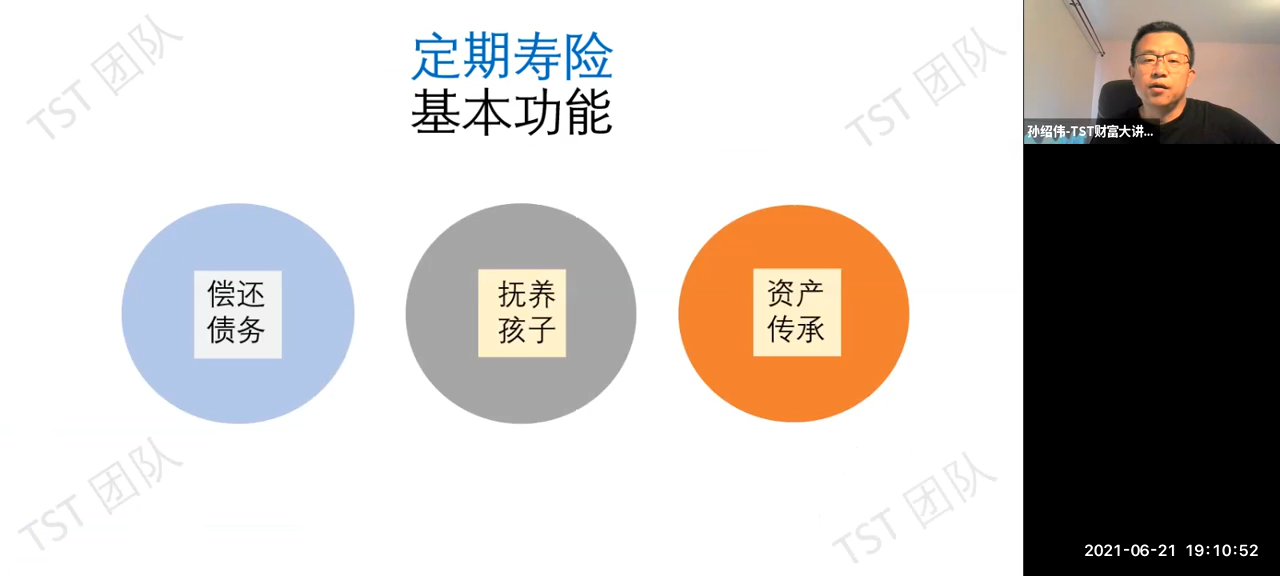 定期寿险
基本功能
偿还
债务
抚养
孩子
资产
传承
TST 团队
TST 团队
TST 团队
TST 团队
孙绍伟-TST财富大讲...
2021-06-21 19:10:52